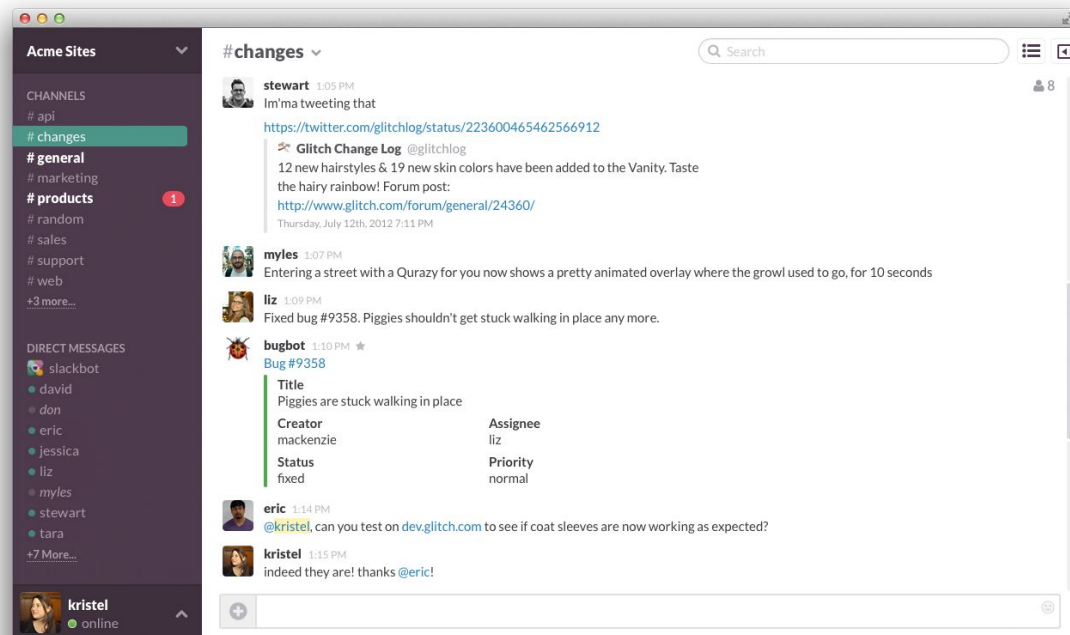 Acme Sites
CHANNELS
# api
# changes
# general
# marketing
# products 1
# random
# sales
# support
# web
+3 more...
DIRECT MESSAGES
slackbot
david
don
eric
jessica
liz
myles
stewart
tara
+7 More...
kristel
online
#changes
Search
8
stewart 1:05 PM
Im'ma tweeting that
https://twitter.com/glitchlog/status/223600465462566912
Glitch Change Log @glitchlog
12 new hairstyles & 19 new skin colors have been added to the Vanity. Taste
the hairy rainbow! Forum post:
http://www.glitch.com/forum/general/24360/
Thursday, July 12th, 2012 7:11 PM
myles 1:07 PM
Entering a street with a Qurazy for you now shows a pretty animated overlay where the growl used to go, for 10 seconds
liz 1:09 PM
Fixed bug #9358. Piggies shouldn't get stuck walking in place any more.
bugbot 1:10 PM
Bug #9358
Title
Piggies are stuck walking in place
Creator Assignee
mackenzie liz
Status Priority
fixed normal
eric 1:14 PM
@kristel, can you test on dev.glitch.com to see if coat sleeves are now working as expected?
kristel 1:15 PM
indeed they are! thanks @eric!